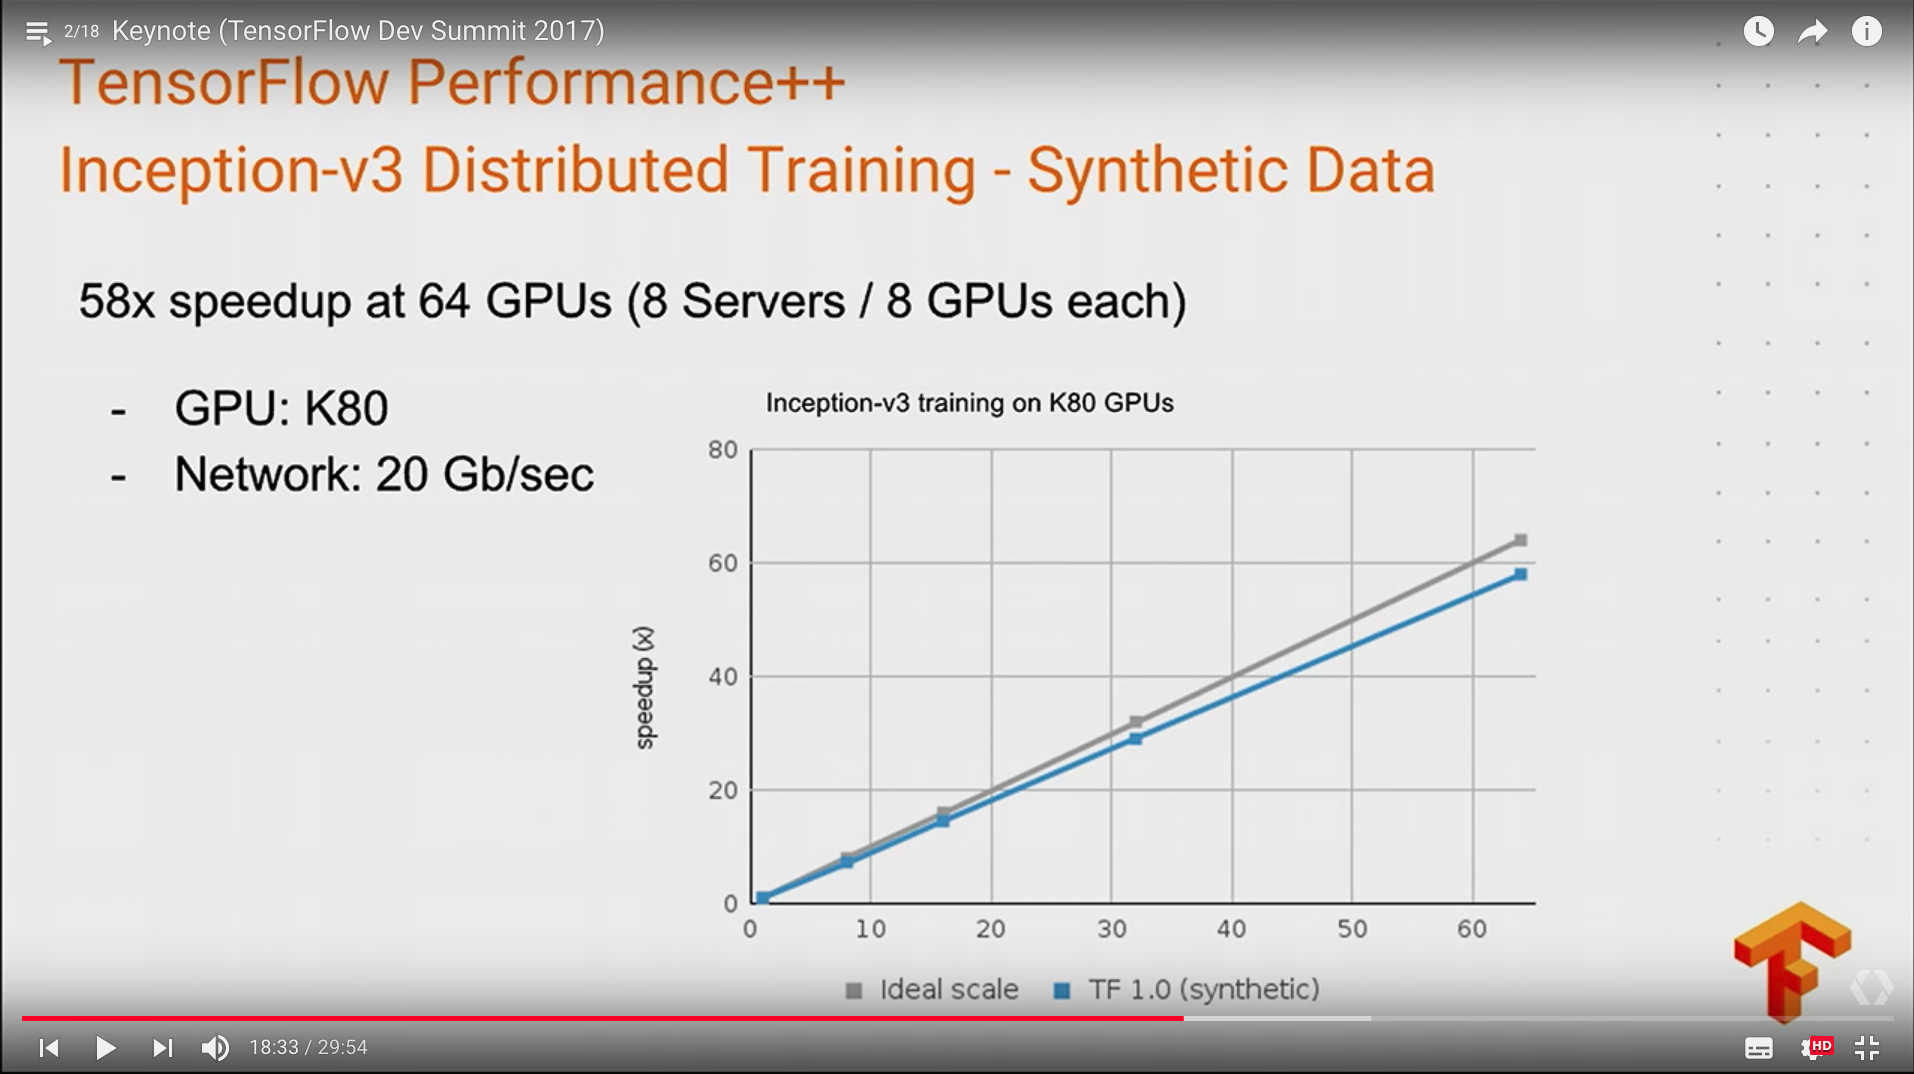 2/18 Keynote (TensorFlow Dev Summit 2017)
TensorFlow Performance++
Inception-v3 Distributed Training - Synthetic Data
58x speedup at 64 GPUs (8 Servers / 8 GPUs each)
- GPU: K80
- Network: 20 Gb/sec
Inception-v3 training on K80 GPUs
80
60
40
20
0
speedup (x)
0 10 20 30 40 50 60
Ideal scale TF 1.0 (synthetic)
18:33 / 29:54
HD